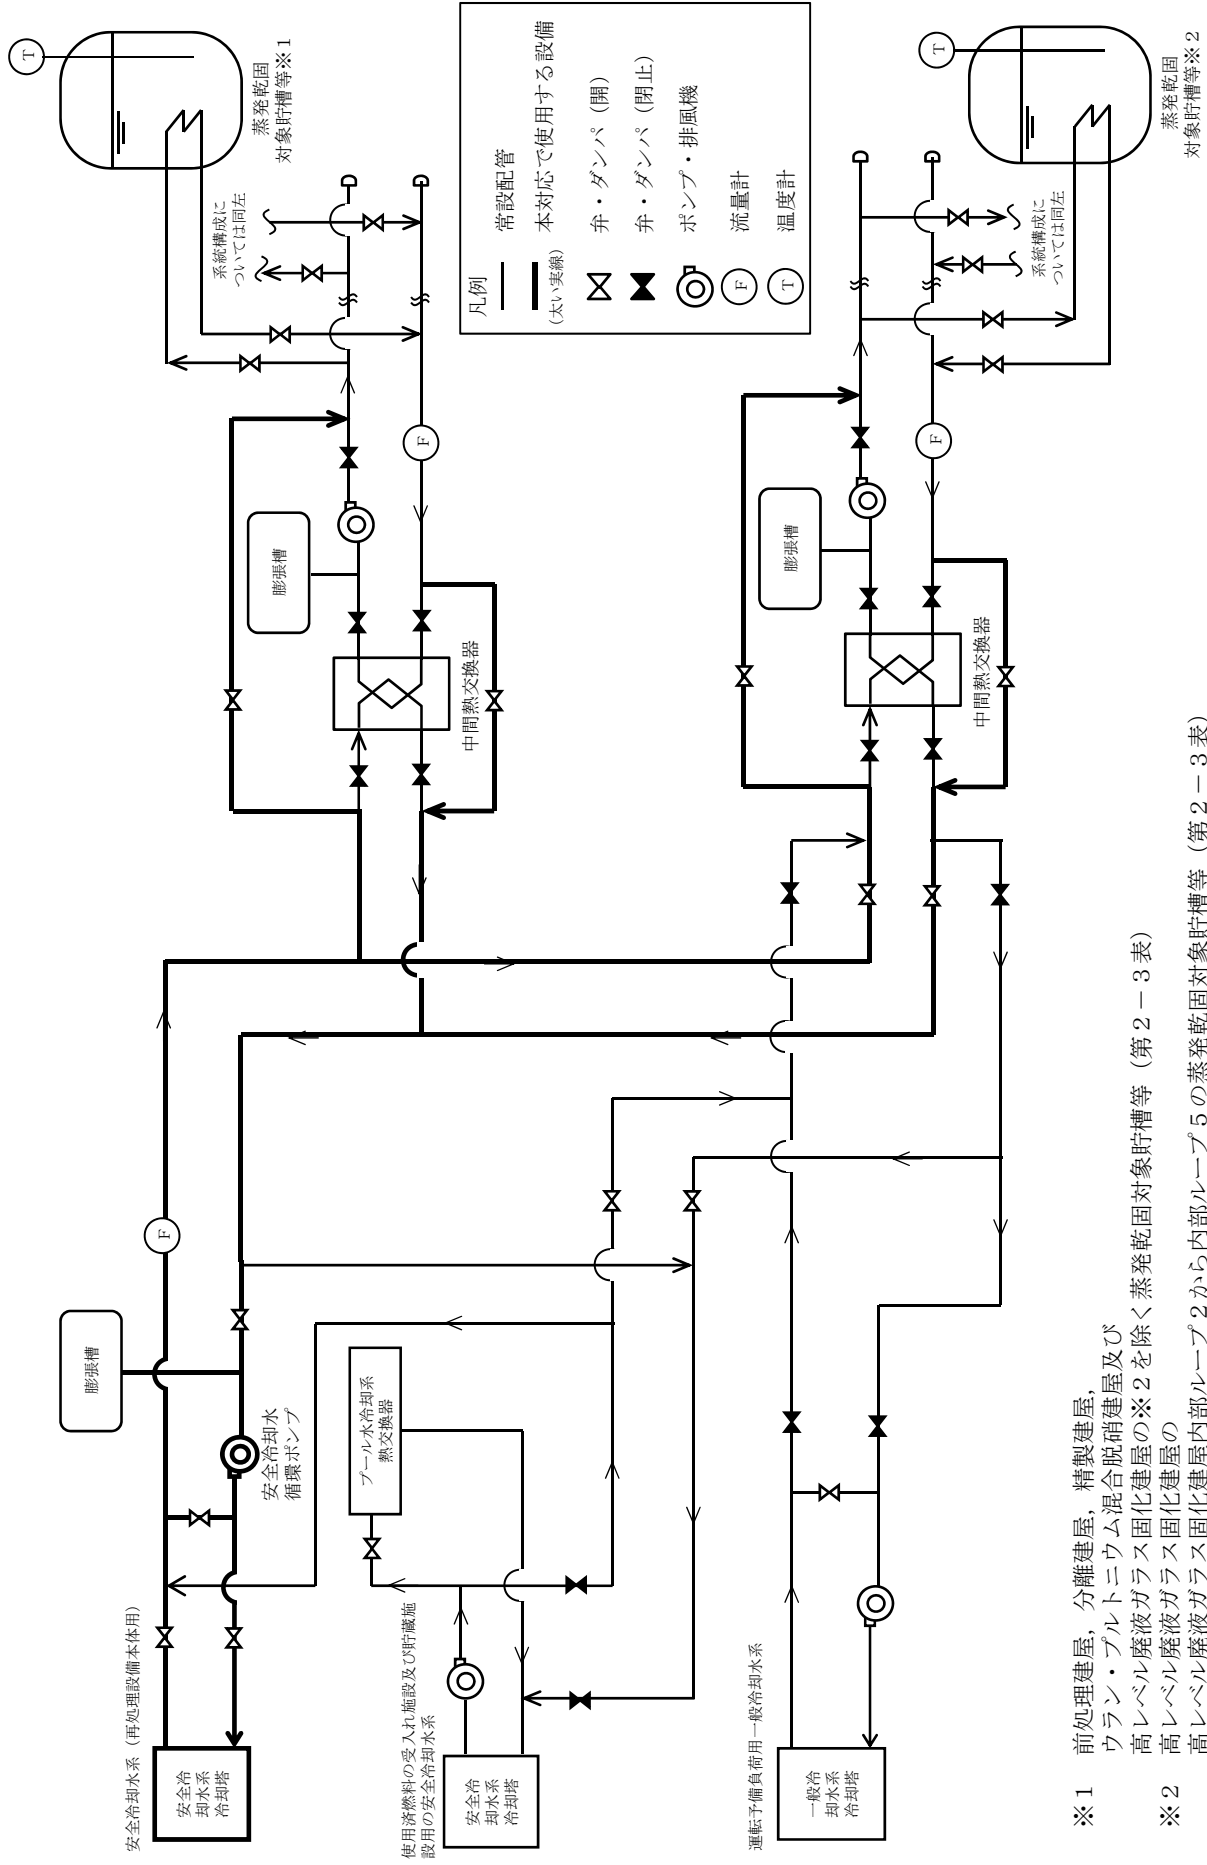 安全冷却水系（再処理設備本体用）
安全冷
却水系
冷却塔
安全冷却水
循環ポンプ
膨張槽
F
使用済燃料の受入れ施設及び貯蔵施
設用の安全冷却水系
安全冷
却水系
冷却塔
プール水冷却系
熱交換器
運転予備負荷用一般冷却水系
一般冷
却水系
冷却塔
中間熱交換器
膨張槽
F
系統構成に
ついては同左
T
蒸発乾固
対象貯槽等※１
中間熱交換器
膨張槽
F
系統構成に
ついては同左
T
蒸発乾固
対象貯槽等※２
凡例
常設配管
本対応で使用する設備
（太い実線）
弁・ダンパ（開）
弁・ダンパ（閉止）
ポンプ・排風機
F
流量計
T
温度計
※１　前処理建屋，分離建屋，精製建屋，
ウラン・プルトニウム混合脱硝建屋及び
高レベル廃液ガラス固化建屋の※２を除く蒸発乾固対象貯槽等（第２－３表）
※２　高レベル廃液ガラス固化建屋の
高レベル廃液ガラス固化建屋内部ループ２から内部ループ５の蒸発乾固対象貯槽等（第２－３表）